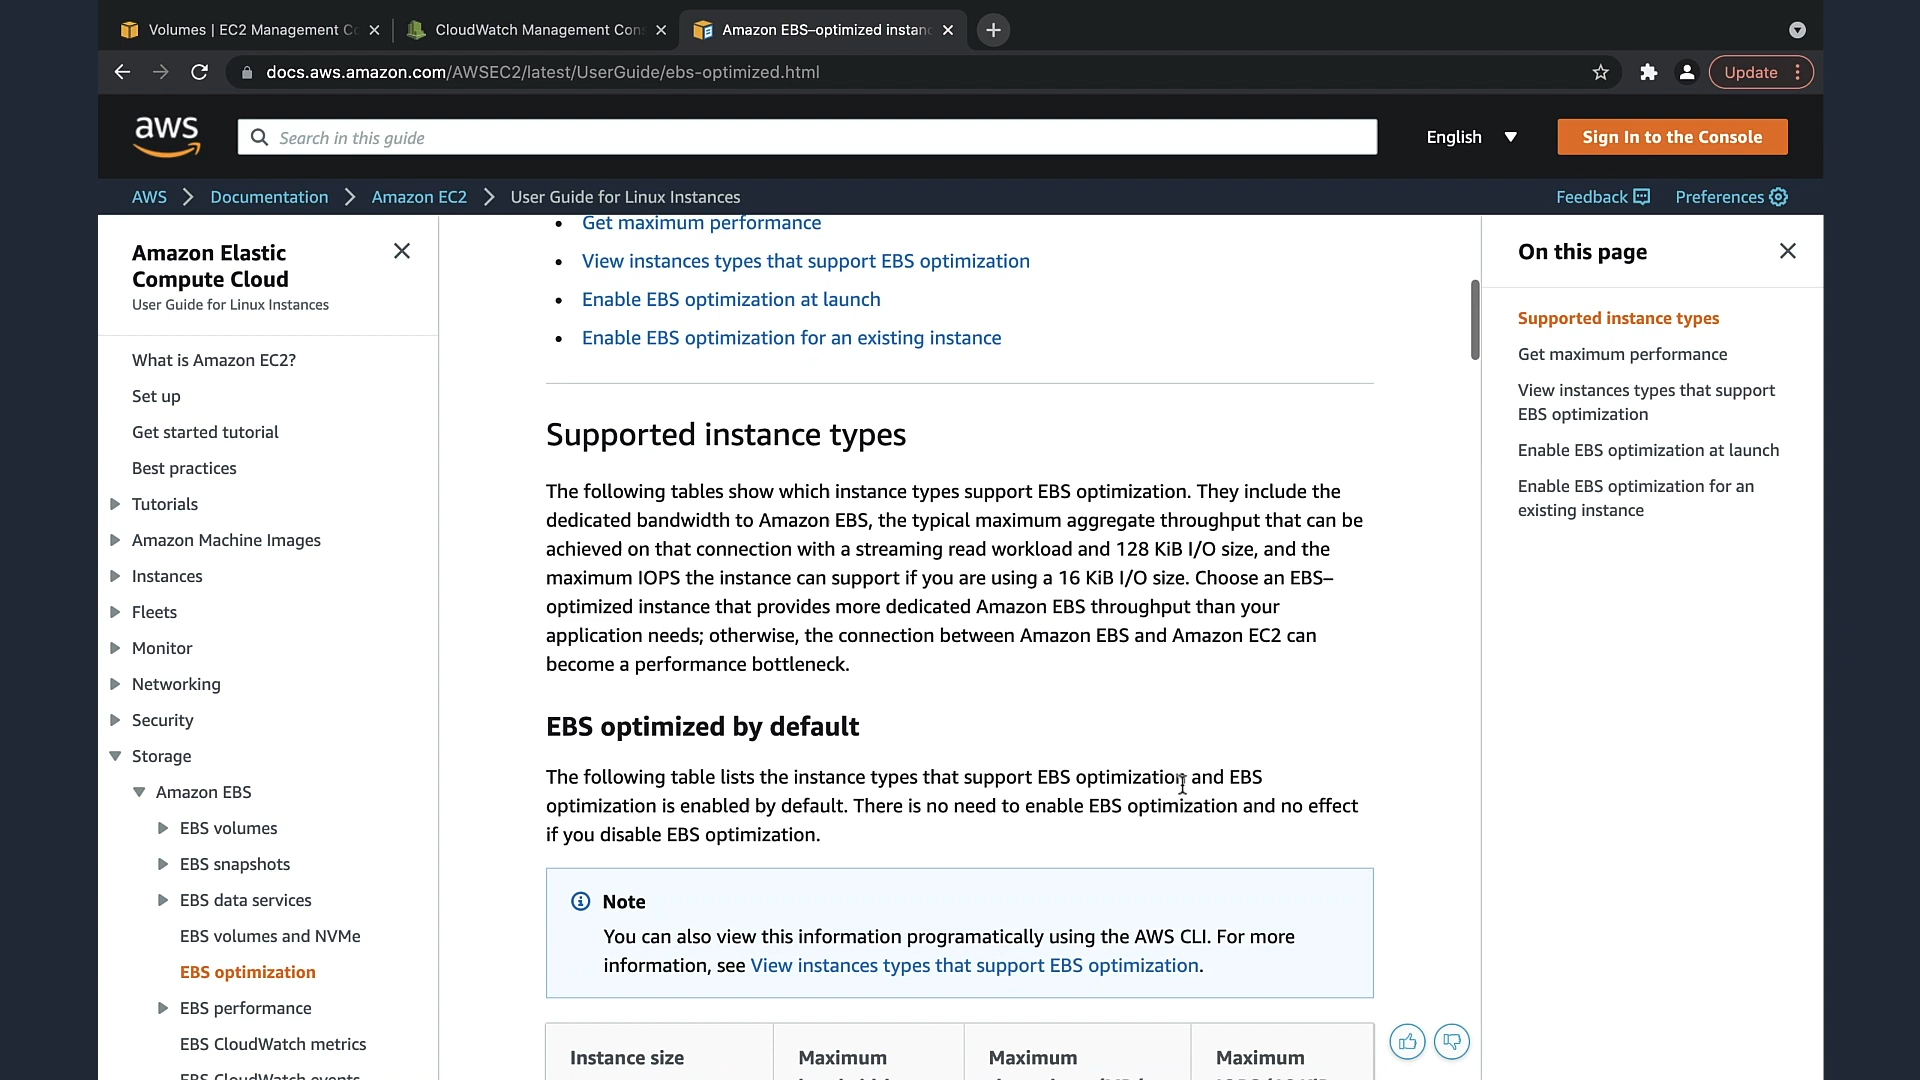 Volumes | EC2 Management Co
CloudWatch Management Cons
Amazon EBS–optimized instanc
docs.aws.amazon.com/AWSEC2/latest/UserGuide/ebs-optimized.html
Update
aws
Search in this guide
English
Sign In to the Console
AWS
Documentation
Amazon EC2
User Guide for Linux Instances
Feedback
Preferences
Amazon Elastic
Compute Cloud
User Guide for Linux Instances
What is Amazon EC2?
Set up
Get started tutorial
Best practices
Tutorials
Amazon Machine Images
Instances
Fleets
Monitor
Networking
Security
Storage
Amazon EBS
EBS volumes
EBS snapshots
EBS data services
EBS volumes and NVMe
EBS optimization
EBS performance
EBS CloudWatch metrics
EBS CloudWatch events
Get maximum performance
View instances types that support EBS optimization
Enable EBS optimization at launch
Enable EBS optimization for an existing instance
Supported instance types
The following tables show which instance types support EBS optimization. They include the
dedicated bandwidth to Amazon EBS, the typical maximum aggregate throughput that can be
achieved on that connection with a streaming read workload and 128 KiB I/O size, and the
maximum IOPS the instance can support if you are using a 16 KiB I/O size. Choose an EBS–
optimized instance that provides more dedicated Amazon EBS throughput than your
application needs; otherwise, the connection between Amazon EBS and Amazon EC2 can
become a performance bottleneck.
EBS optimized by default
The following table lists the instance types that support EBS optimization and EBS
optimization is enabled by default. There is no need to enable EBS optimization and no effect
if you disable EBS optimization.
Note
You can also view this information programatically using the AWS CLI. For more
information, see View instances types that support EBS optimization.
Instance size
Maximum
Maximum
Maximum
On this page
Supported instance types
Get maximum performance
View instances types that support
EBS optimization
Enable EBS optimization at launch
Enable EBS optimization for an
existing instance